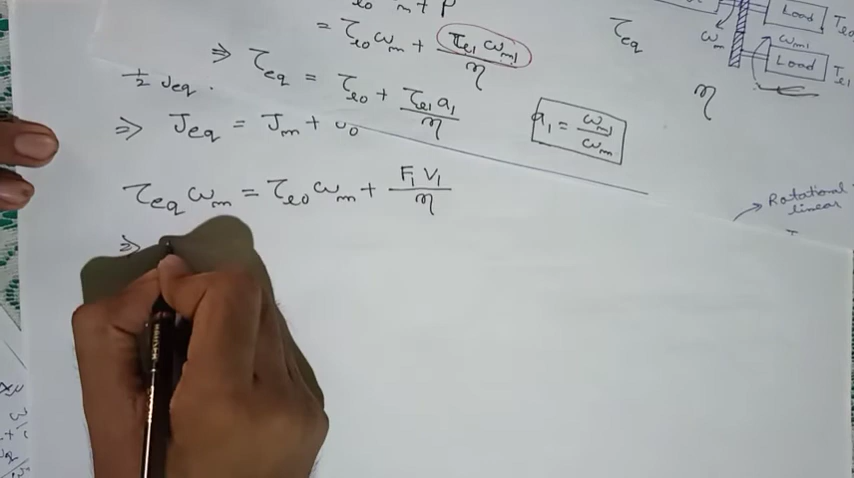 = τ_{l0} ω_m + τ_{l1} ω_{m1} / η
⇒ τ_{eq} = τ_{l0} + τ_{l1} a_1 / η
½ J_{eq} .
⇒ J_{eq} = J_m + J_0
a_1 = ω_{m1} / ω_m
τ_{eq} ω_m = τ_{l0} ω_m + F_1 V_1 / η
⇒
τ_{eq}
Load
ω_m
ω_{m1}
Load
η
Rotational
linear